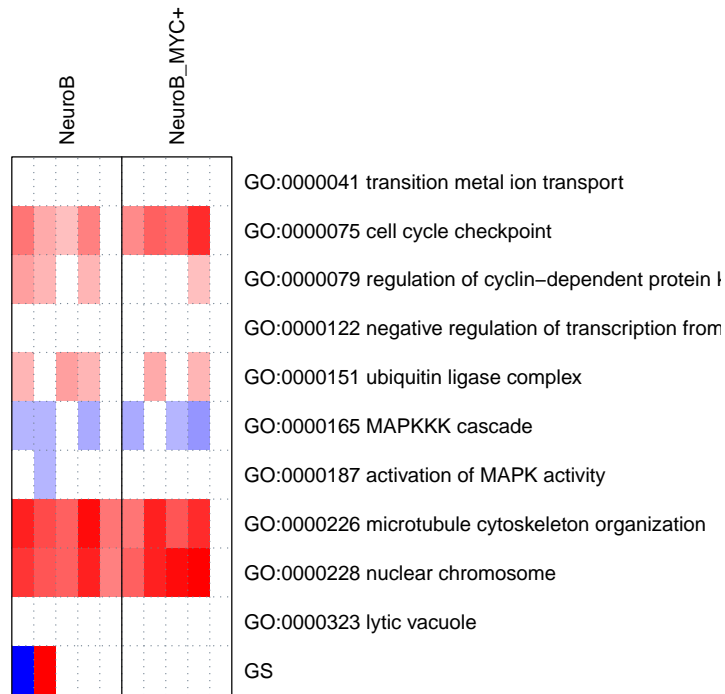 NeuroB
NeuroB_MYC+
GO:0000041 transition metal ion transport
GO:0000075 cell cycle checkpoint
GO:0000079 regulation of cyclin−dependent protein k
GO:0000122 negative regulation of transcription from
GO:0000151 ubiquitin ligase complex
GO:0000165 MAPKKK cascade
GO:0000187 activation of MAPK activity
GO:0000226 microtubule cytoskeleton organization
GO:0000228 nuclear chromosome
GO:0000323 lytic vacuole
GS